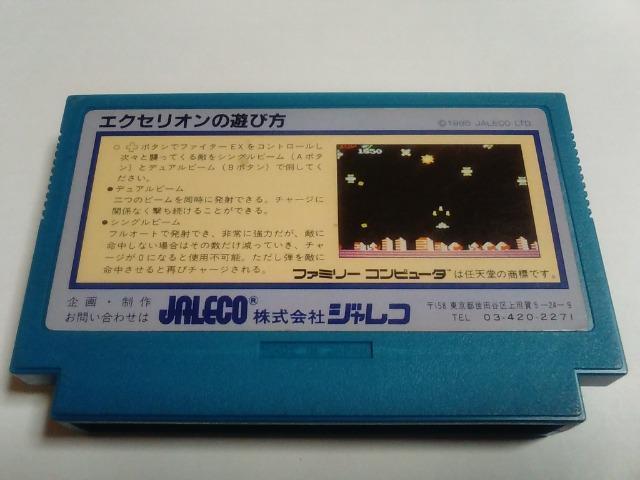 エクセリオンの遊び方
©1985 JALECO LTD.
○✚ボタンでファイターEXをコントロールし
次々と襲ってくる敵をシングルビーム(Aボタ
ン)とデュアルビーム(Bボタン)で倒してく
ださい。
●デュアルビーム
二つのビームを同時に発射できる。チャージに
関係なく撃ち続けることができる。
●シングルビーム
フルオートで発射でき、非常に強力だが、敵に
命中しない場合はその数だけ減っていき、チャ
ージが0になると使用不可能。ただし弾を敵に
命中させると再びチャージされる。
1650
ファミリー コンピュータは任天堂の商標です。
企画・制作
お問い合わせは
JALECO® 株式会社ジャレコ
〒158 東京都世田谷区上用賀5-24-9
TEL 03-420-2271